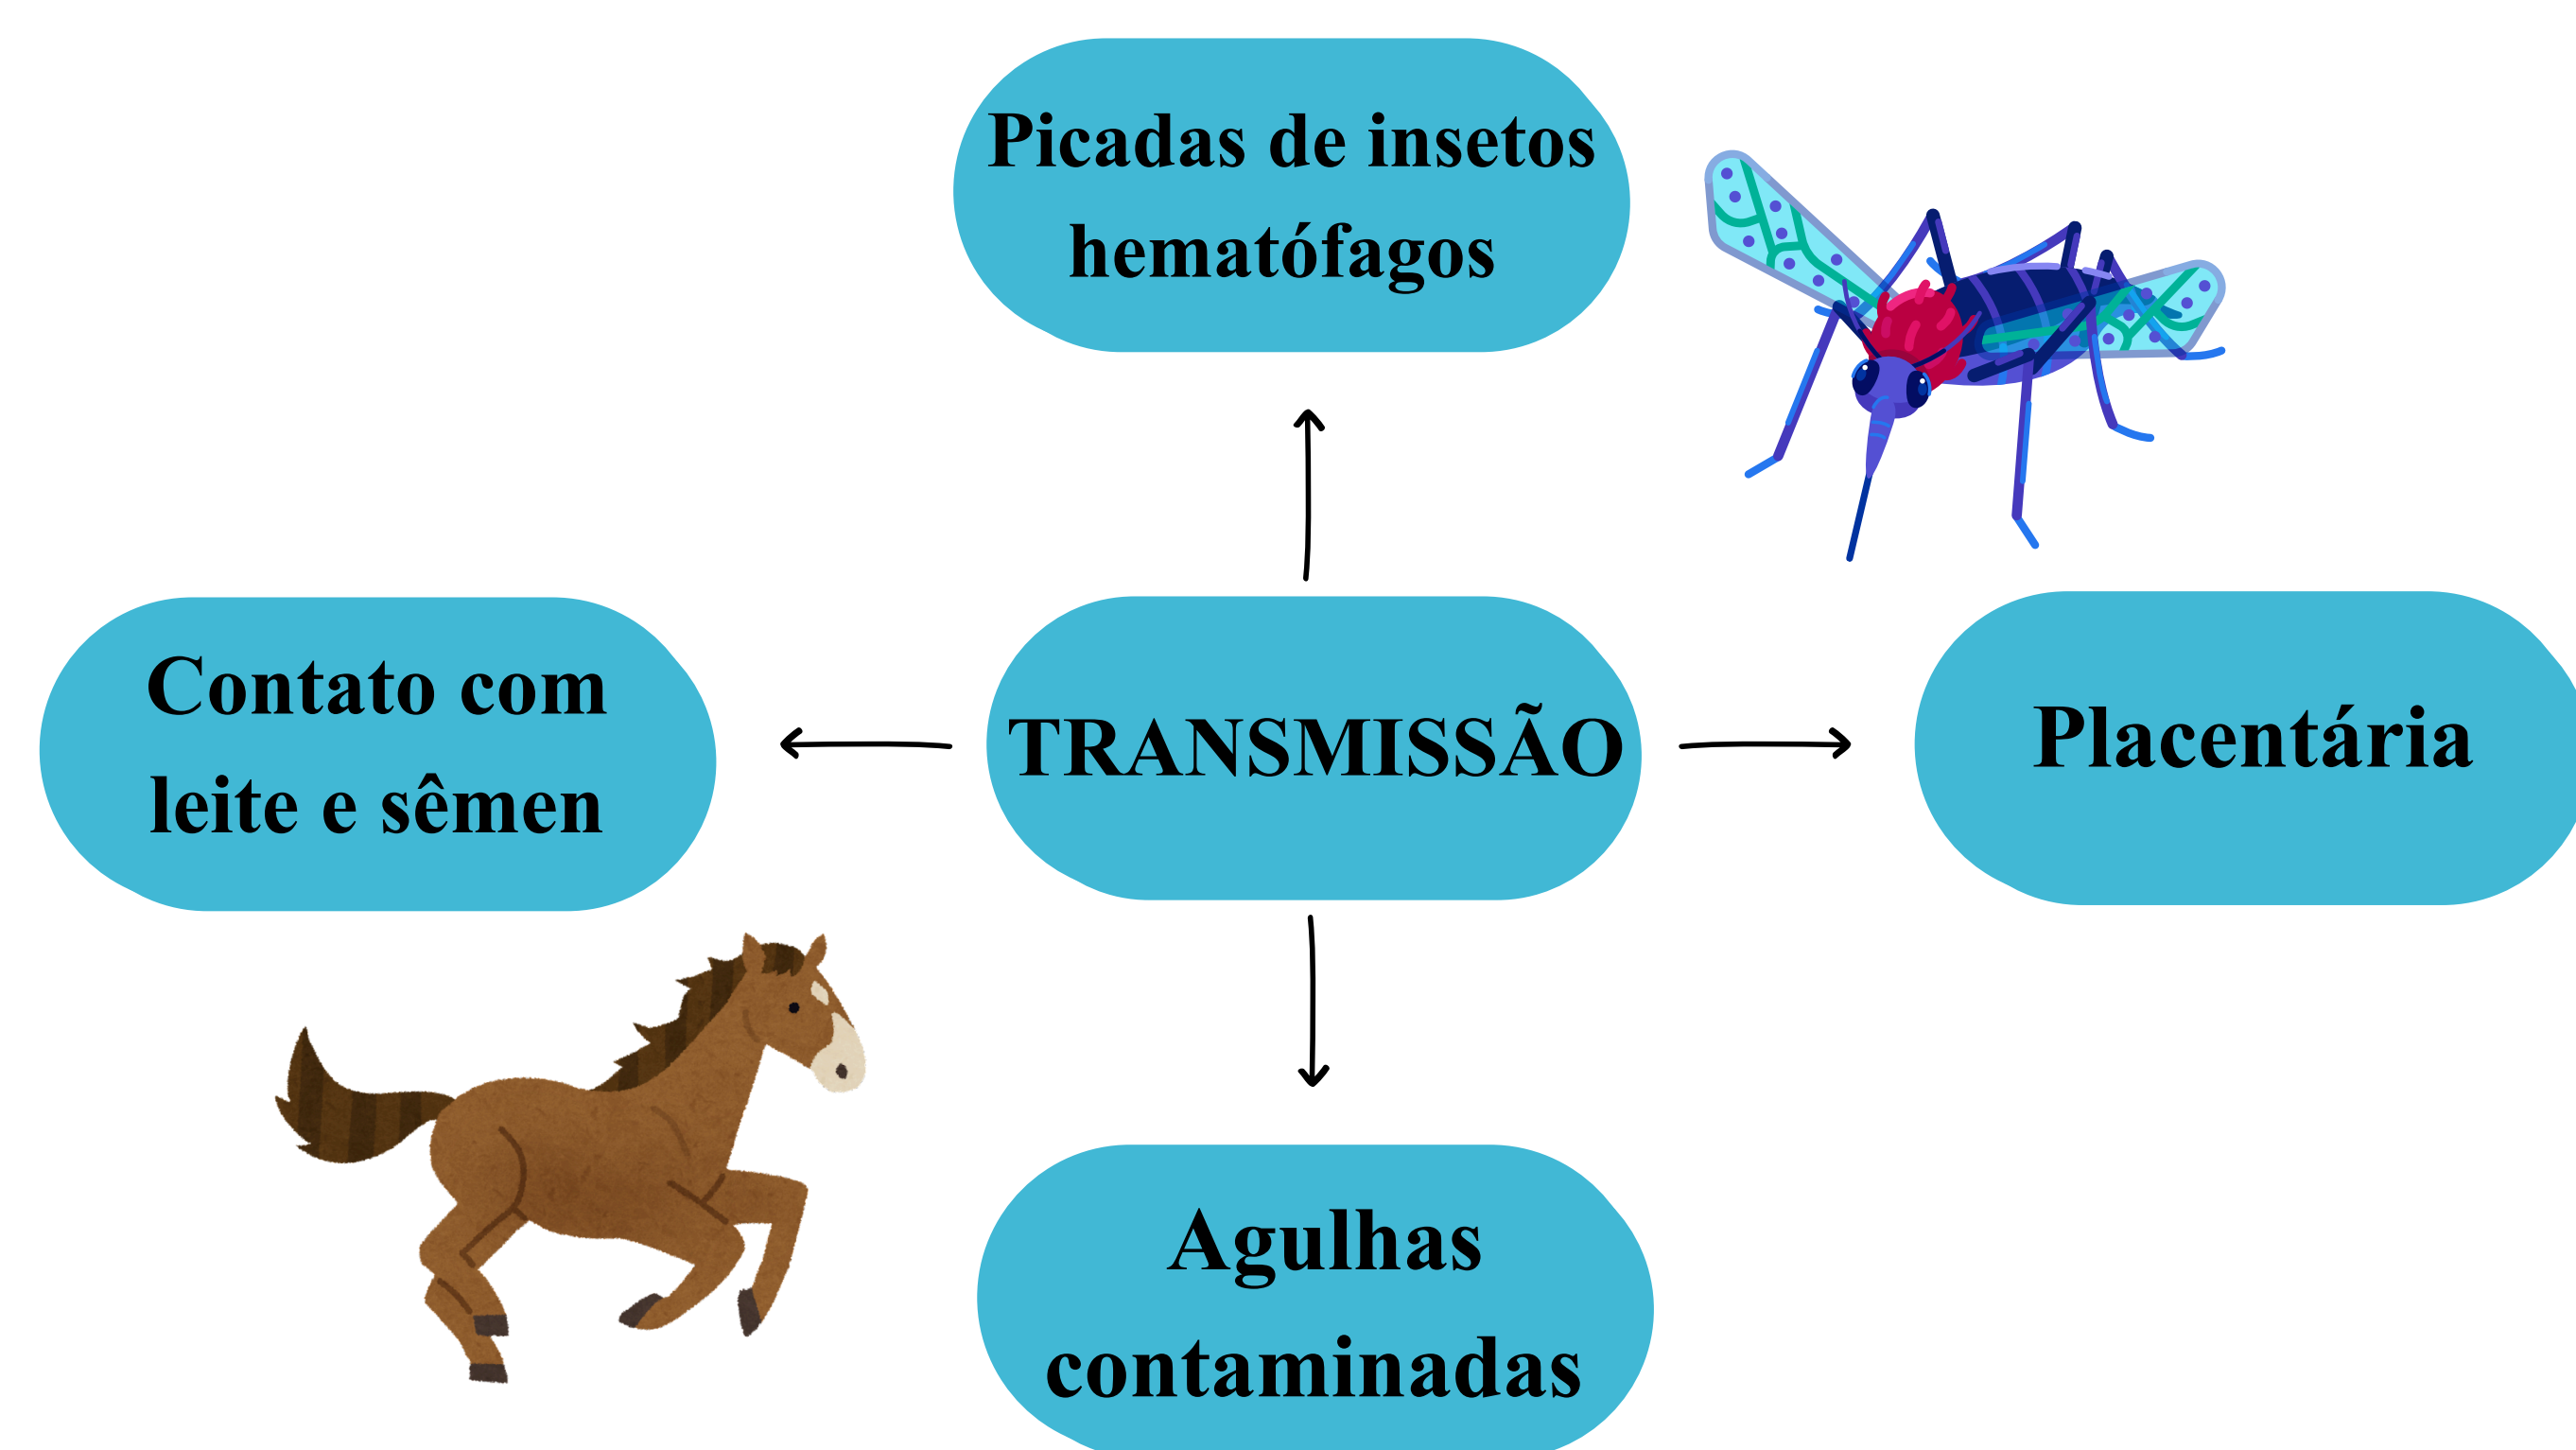 Picadas de insetos
hematófagos
Contato com
leite e sêmen
TRANSMISSÃO
Placentária
Agulhas
contaminadas